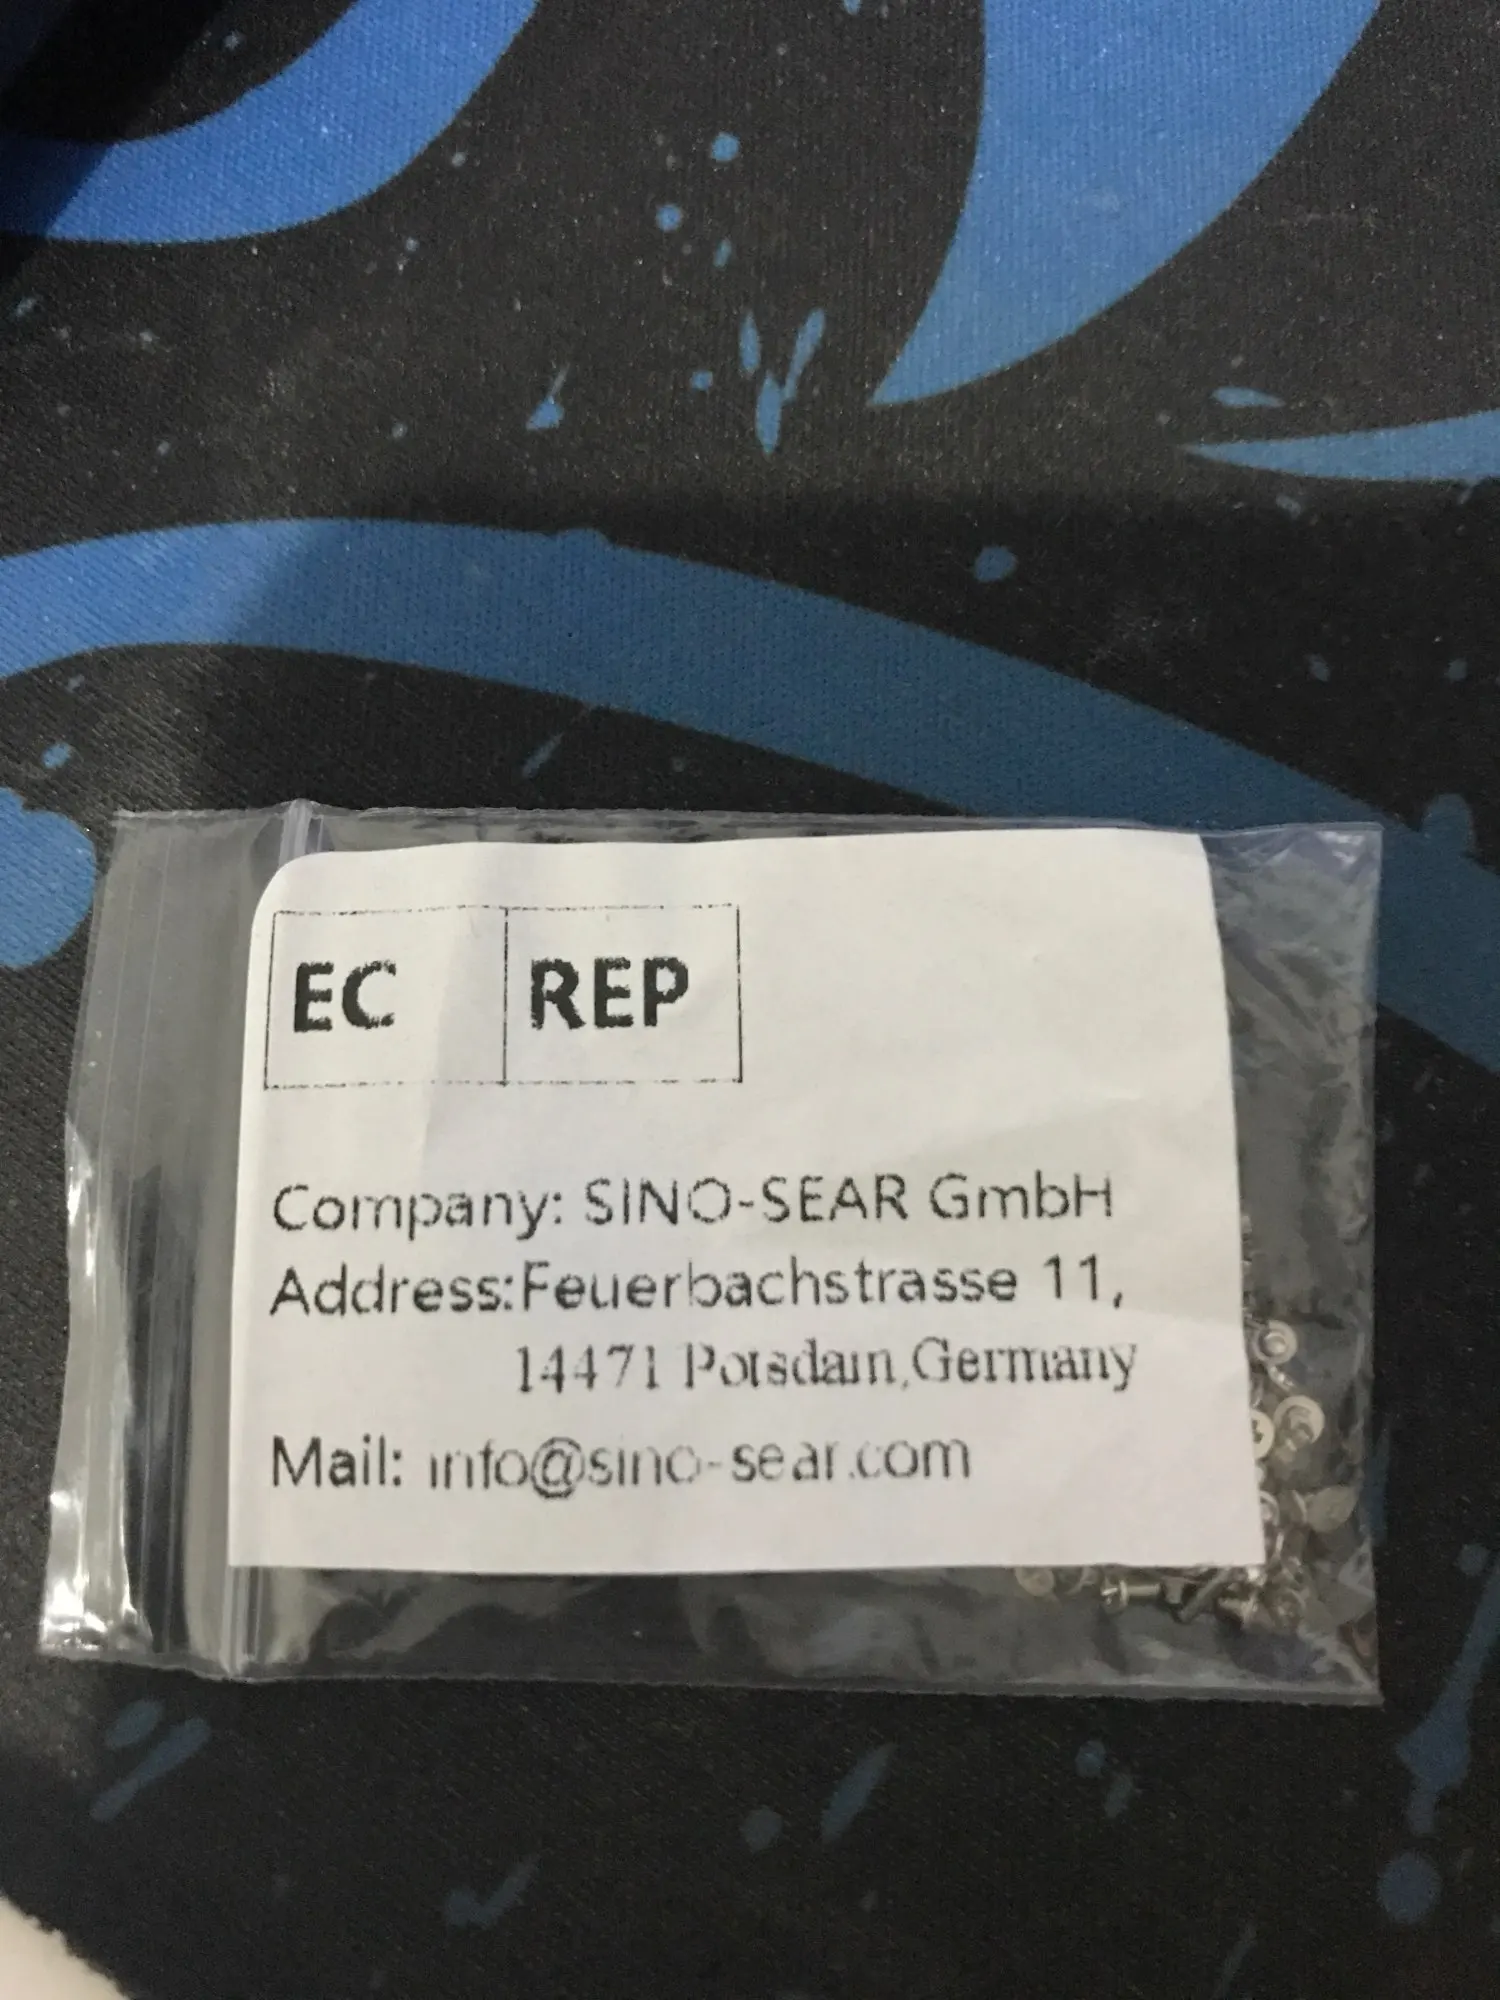 EC REP
Company: SINO-SEAR GmbH
Address:Feuerbachstrasse 11,
14471 Potsdam,Germany
Mail: info@sino-sear.com